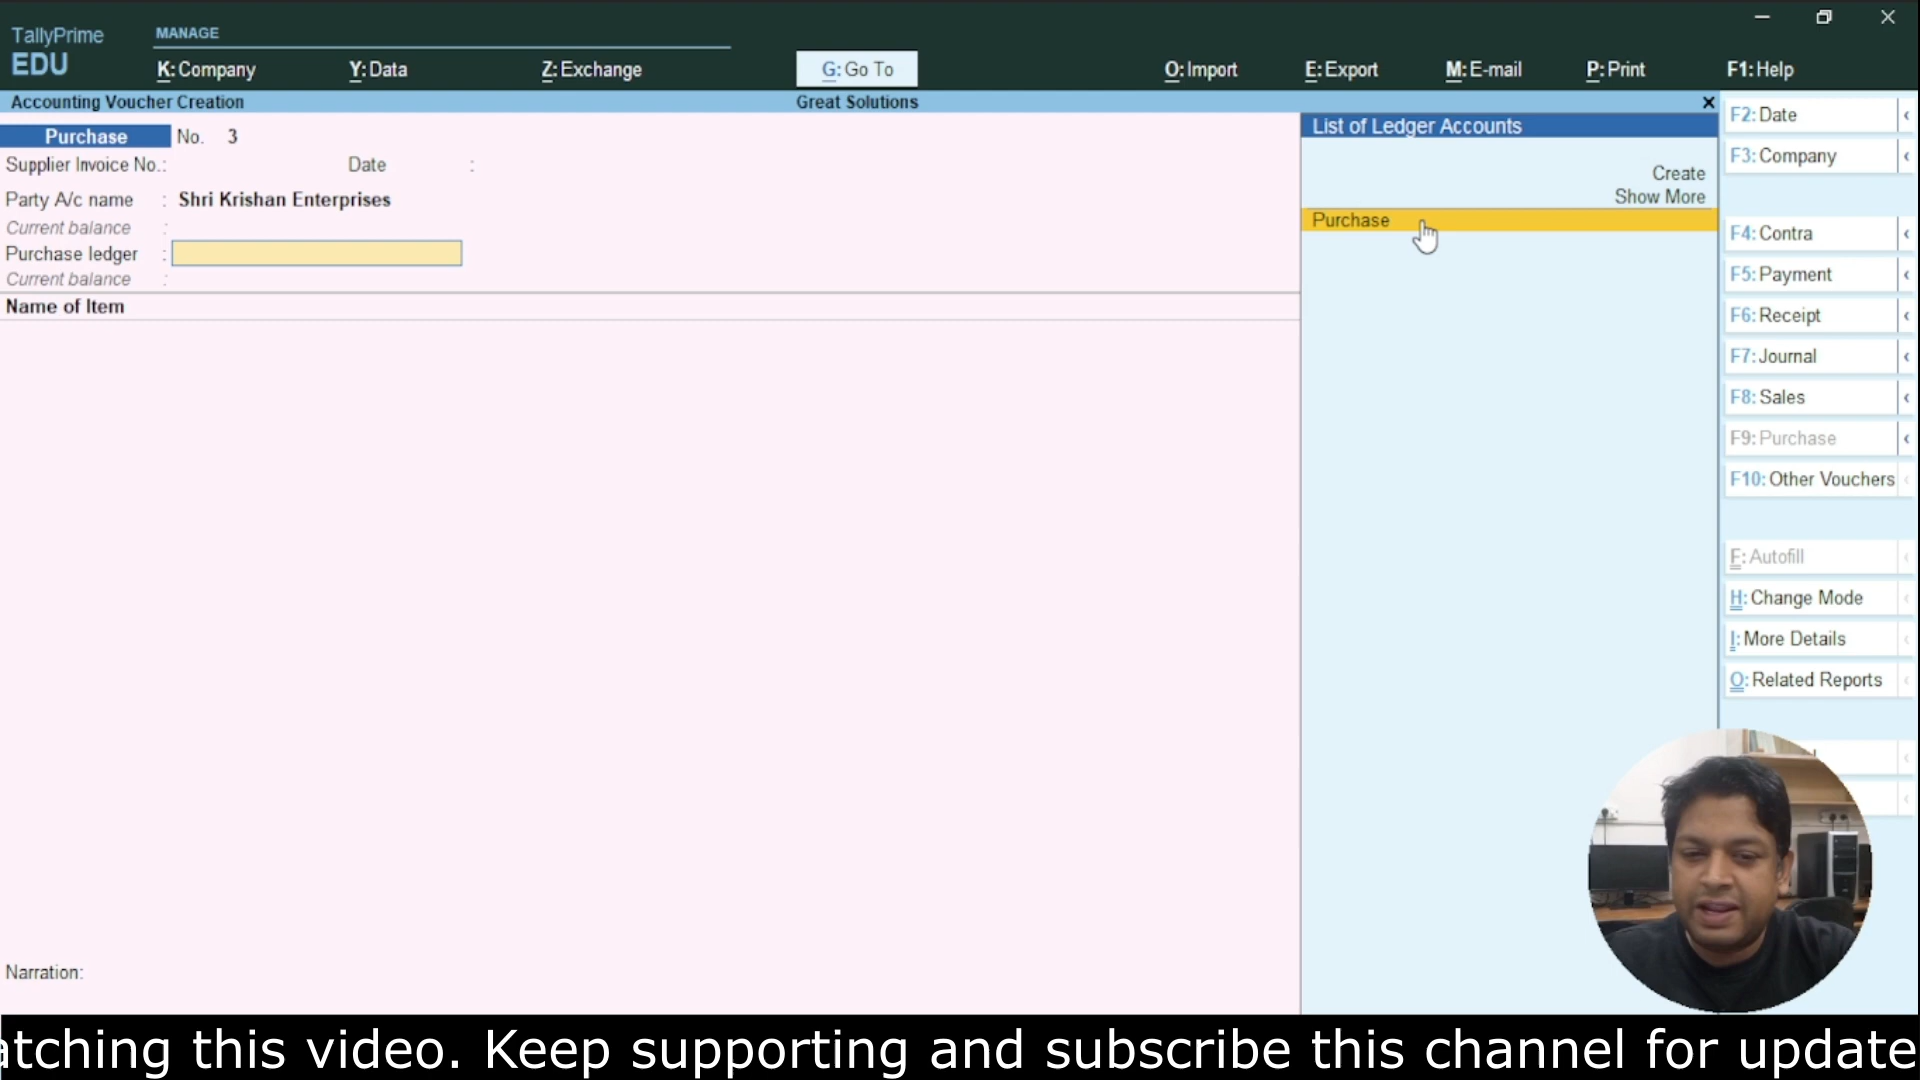 TallyPrime
EDU
MANAGE
K: Company
Y: Data
Z: Exchange
G: Go To
O: Import
E: Export
M: E-mail
P: Print
F1: Help
Accounting Voucher Creation
Great Solutions
Purchase No. 3
Supplier Invoice No.: Date :
Party A/c name : Shri Krishan Enterprises
Current balance :
Purchase ledger :
Current balance :
Name of Item
Narration:
List of Ledger Accounts
Create
Show More
Purchase
F2: Date
F3: Company
F4: Contra
F5: Payment
F6: Receipt
F7: Journal
F8: Sales
F9: Purchase
F10: Other Vouchers
F: Autofill
H: Change Mode
I: More Details
O: Related Reports
atching this video. Keep supporting and subscribe this channel for update